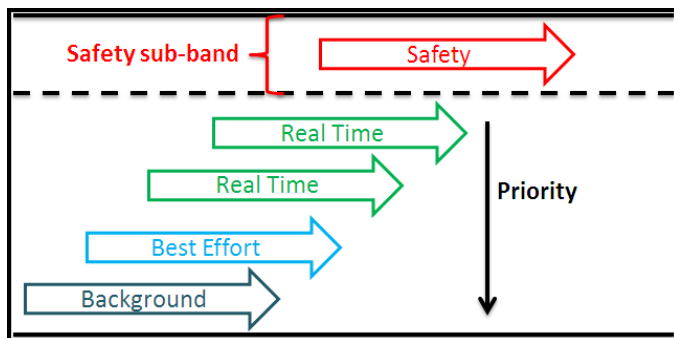 Safety sub-band
Safety
Real Time
Real Time
Priority
Best Effort
Background